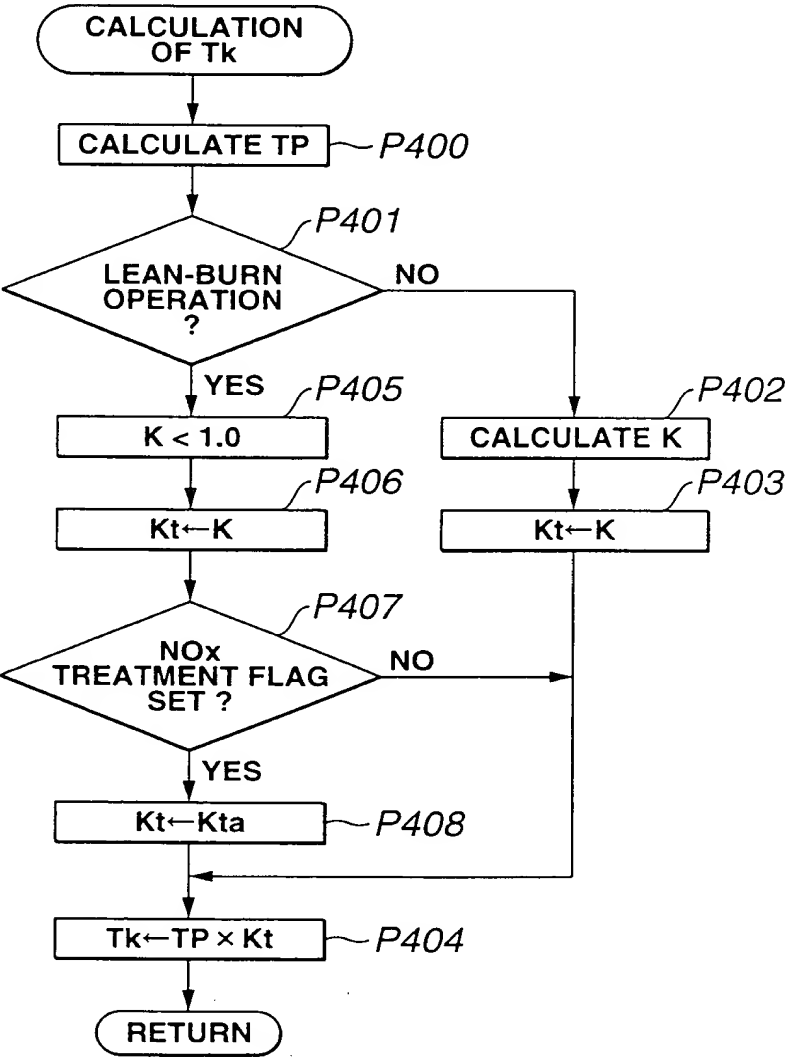 CALCULATION
OF Tk
CALCULATE TP
P400
P401
LEAN-BURN
OPERATION
?
NO
YES
P405
K < 1.0
P402
CALCULATE K
P406
Kt←K
P403
Kt←K
P407
NOx
TREATMENT FLAG
SET ?
NO
YES
Kt←Kta
P408
Tk←TP × Kt
P404
RETURN